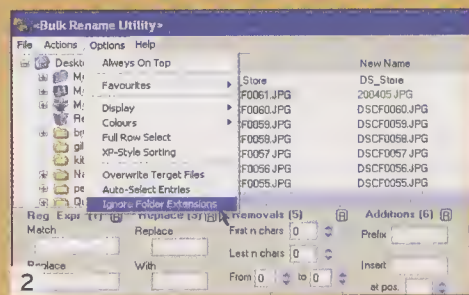 <Bulk Rename Utility>
File Actions Options Help
Always On Top
Favourites
Display
Colours
Full Row Select
XP-Style Sorting
Overwrite Target Files
Auto-Select Entries
Ignore Folder Extensions
New Name
_Store DS_Store
F0061.JPG 200405.JPG
F0060.JPG DSCF0060.JPG
F0059.JPG DSCF0059.JPG
F0058.JPG DSCF0058.JPG
F0057.JPG DSCF0057.JPG
F0056.JPG DSCF0056.JPG
F0055.JPG DSCF0055.JPG
Removals (5) Additions (6)
Match Replace First n chars 0 Prefix
Last n chars 0
With From 0 to 0 Insert
at pos.
2